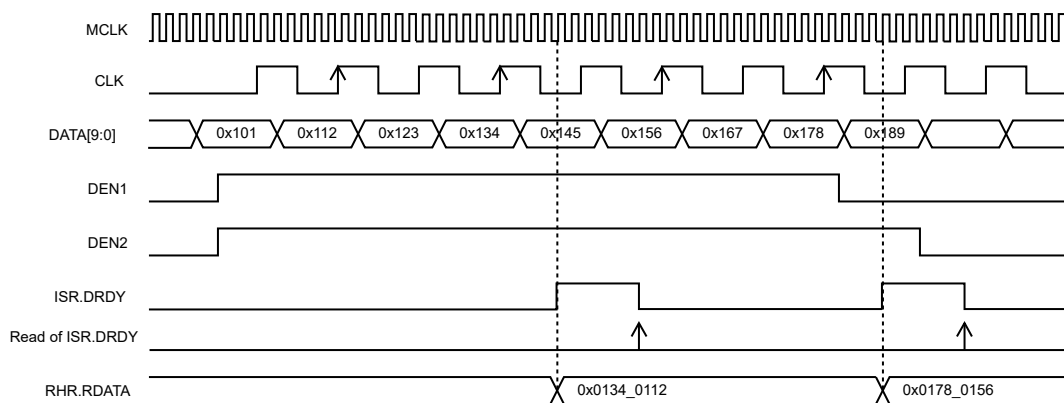 MCLK
CLK
DATA[9:0] 0x101 0x112 0x123 0x134 0x145 0x156 0x167 0x178 0x189
DEN1
DEN2
ISR.DRDY
Read of ISR.DRDY
RHR.RDATA 0x0134_0112 0x0178_0156